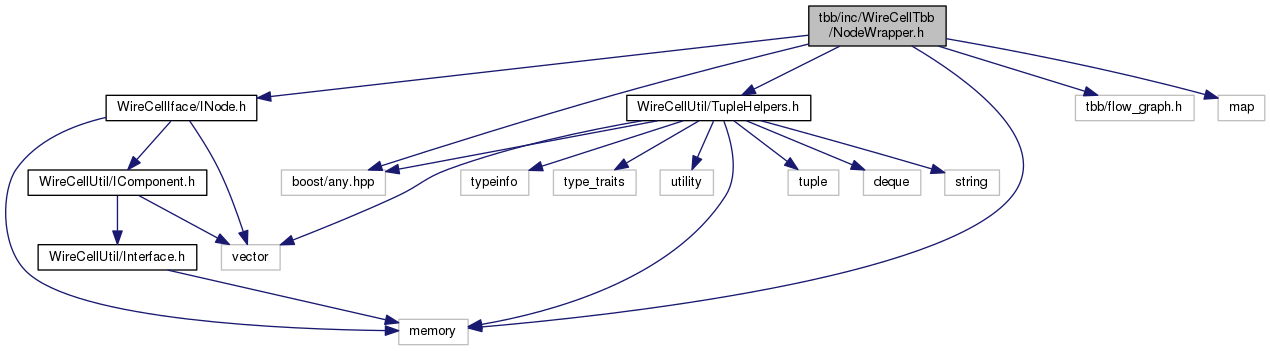 tbb/inc/WireCellTbb
/NodeWrapper.h
WireCellIface/INode.h
WireCellUtil/TupleHelpers.h
tbb/flow_graph.h
map
WireCellUtil/IComponent.h
boost/any.hpp
typeinfo
type_traits
utility
tuple
deque
string
WireCellUtil/Interface.h
vector
memory